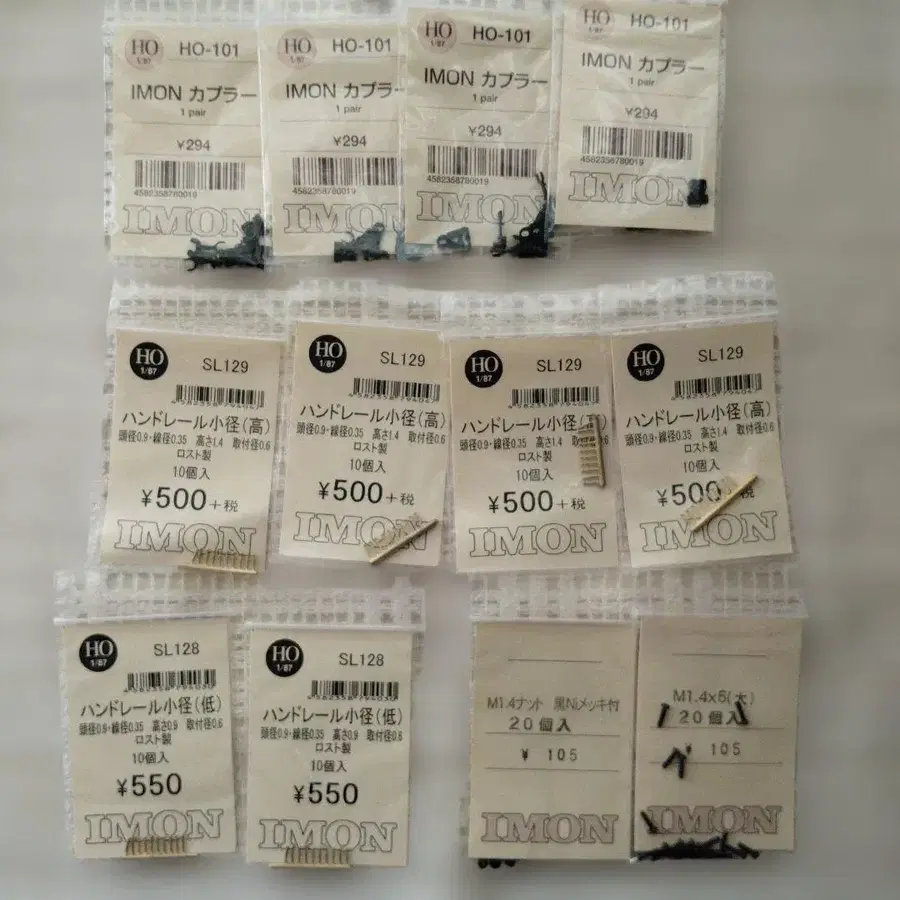 HO
1/87
HO-101
IMON カプラー
1 pair
¥294
4582358780019
IMON
HO
1/87
HO-101
IMON カプラー
1 pair
¥294
4582358780019
IMON
HO
1/87
HO-101
IMON カプラー
1 pair
¥294
4582358780019
IMON
HO
1/87
HO-101
IMON カプラー
1 pair
¥294
4582358780019
IMON
HO
1/87
SL129
ハンドレール小径(高)
頭径0.9・線径0.35 高さ1.4 取付径0.6
ロスト製
10個入
¥500+税
IMON
HO
1/87
SL129
ハンドレール小径(高)
頭径0.9・線径0.35 高さ1.4 取付径0.6
ロスト製
10個入
¥500+税
IMON
HO
1/87
SL129
ハンドレール小径(高)
頭径0.9・線径0.35 高さ1.4 取付径0.6
ロスト製
10個入
¥500+税
IMON
HO
1/87
SL129
ハンドレール小径(高)
頭径0.9・線径0.35 高さ1.4 取付径0.6
ロスト製
10個入
¥500+税
IMON
HO
1/87
SL128
ハンドレール小径(低)
頭径0.9・線径0.35 高さ0.9 取付径0.6
ロスト製
10個入
¥550
IMON
HO
1/87
SL128
ハンドレール小径(低)
頭径0.9・線径0.35 高さ0.9 取付径0.6
ロスト製
10個入
¥550
IMON
M1.4ナット 黒Niメッキ付
20個入
¥ 105
IMON
M1.4x6(大)
20個入
¥ 105
IMON